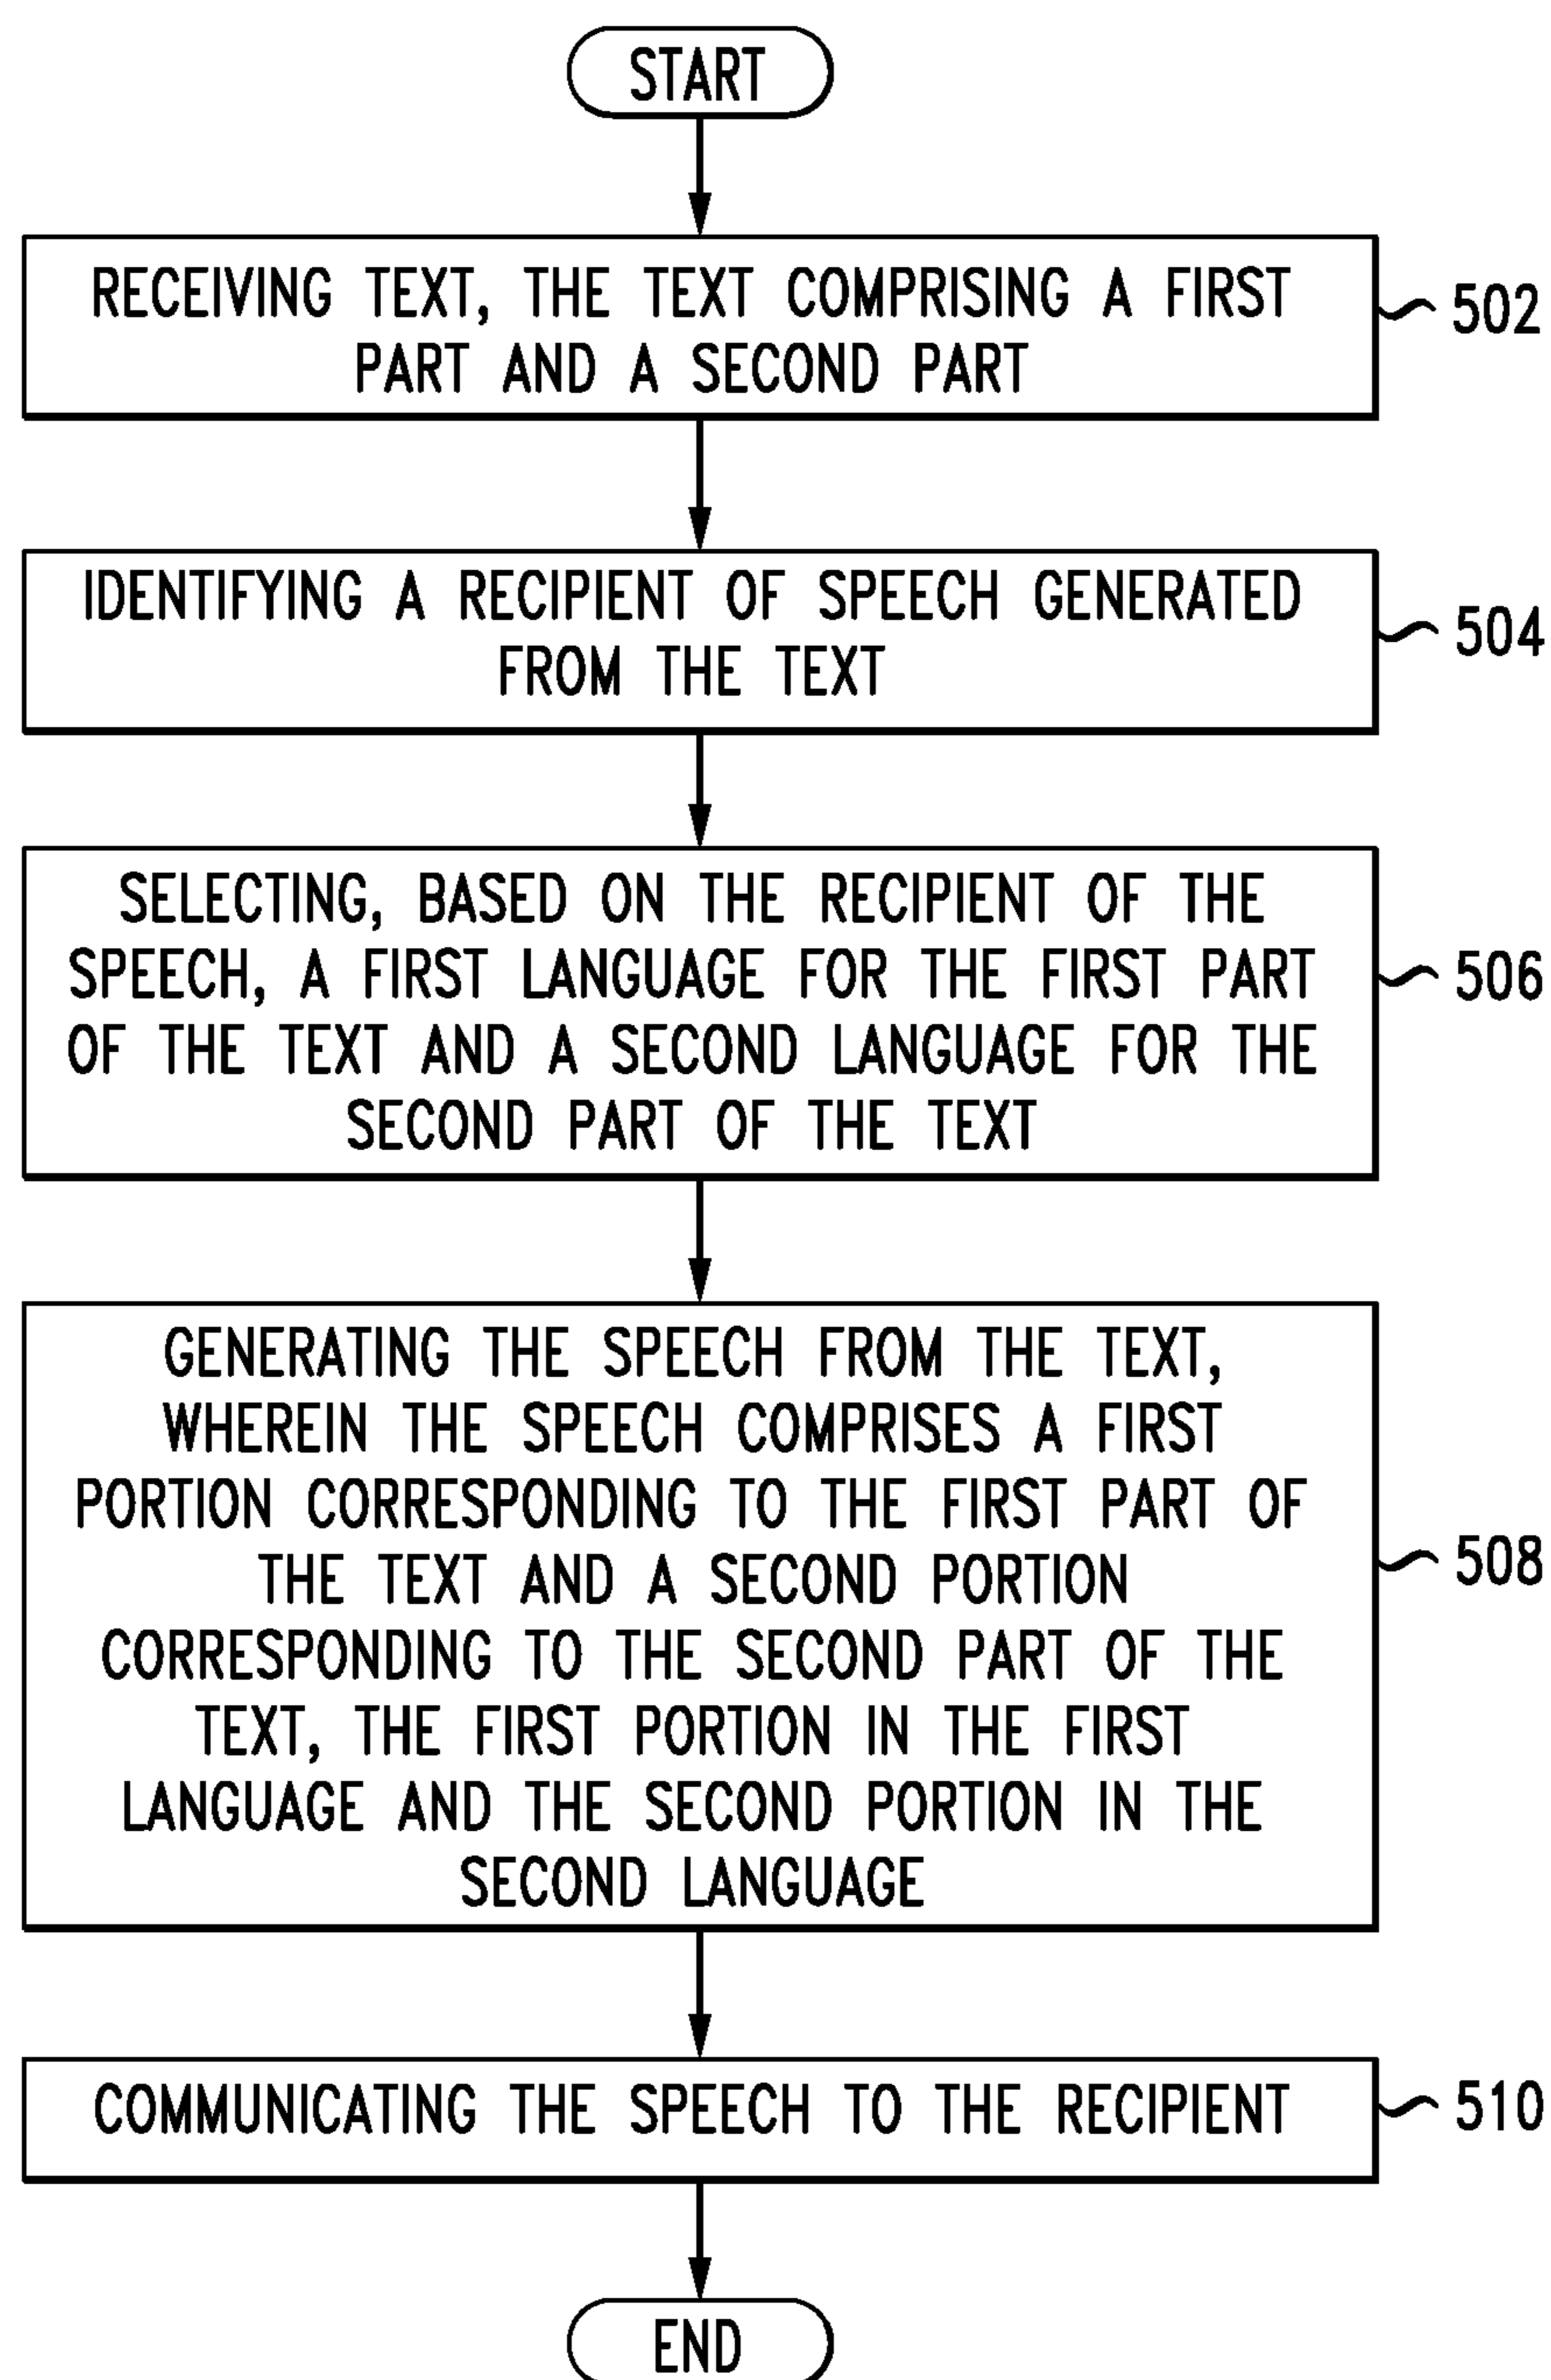 START
RECEIVING TEXT, THE TEXT COMPRISING A FIRST
PART AND A SECOND PART
502
IDENTIFYING A RECIPIENT OF SPEECH GENERATED
FROM THE TEXT
504
SELECTING, BASED ON THE RECIPIENT OF THE
SPEECH, A FIRST LANGUAGE FOR THE FIRST PART
OF THE TEXT AND A SECOND LANGUAGE FOR THE
SECOND PART OF THE TEXT
506
GENERATING THE SPEECH FROM THE TEXT,
WHEREIN THE SPEECH COMPRISES A FIRST
PORTION CORRESPONDING TO THE FIRST PART OF
THE TEXT AND A SECOND PORTION
CORRESPONDING TO THE SECOND PART OF THE
TEXT, THE FIRST PORTION IN THE FIRST
LANGUAGE AND THE SECOND PORTION IN THE
SECOND LANGUAGE
508
COMMUNICATING THE SPEECH TO THE RECIPIENT
510
END